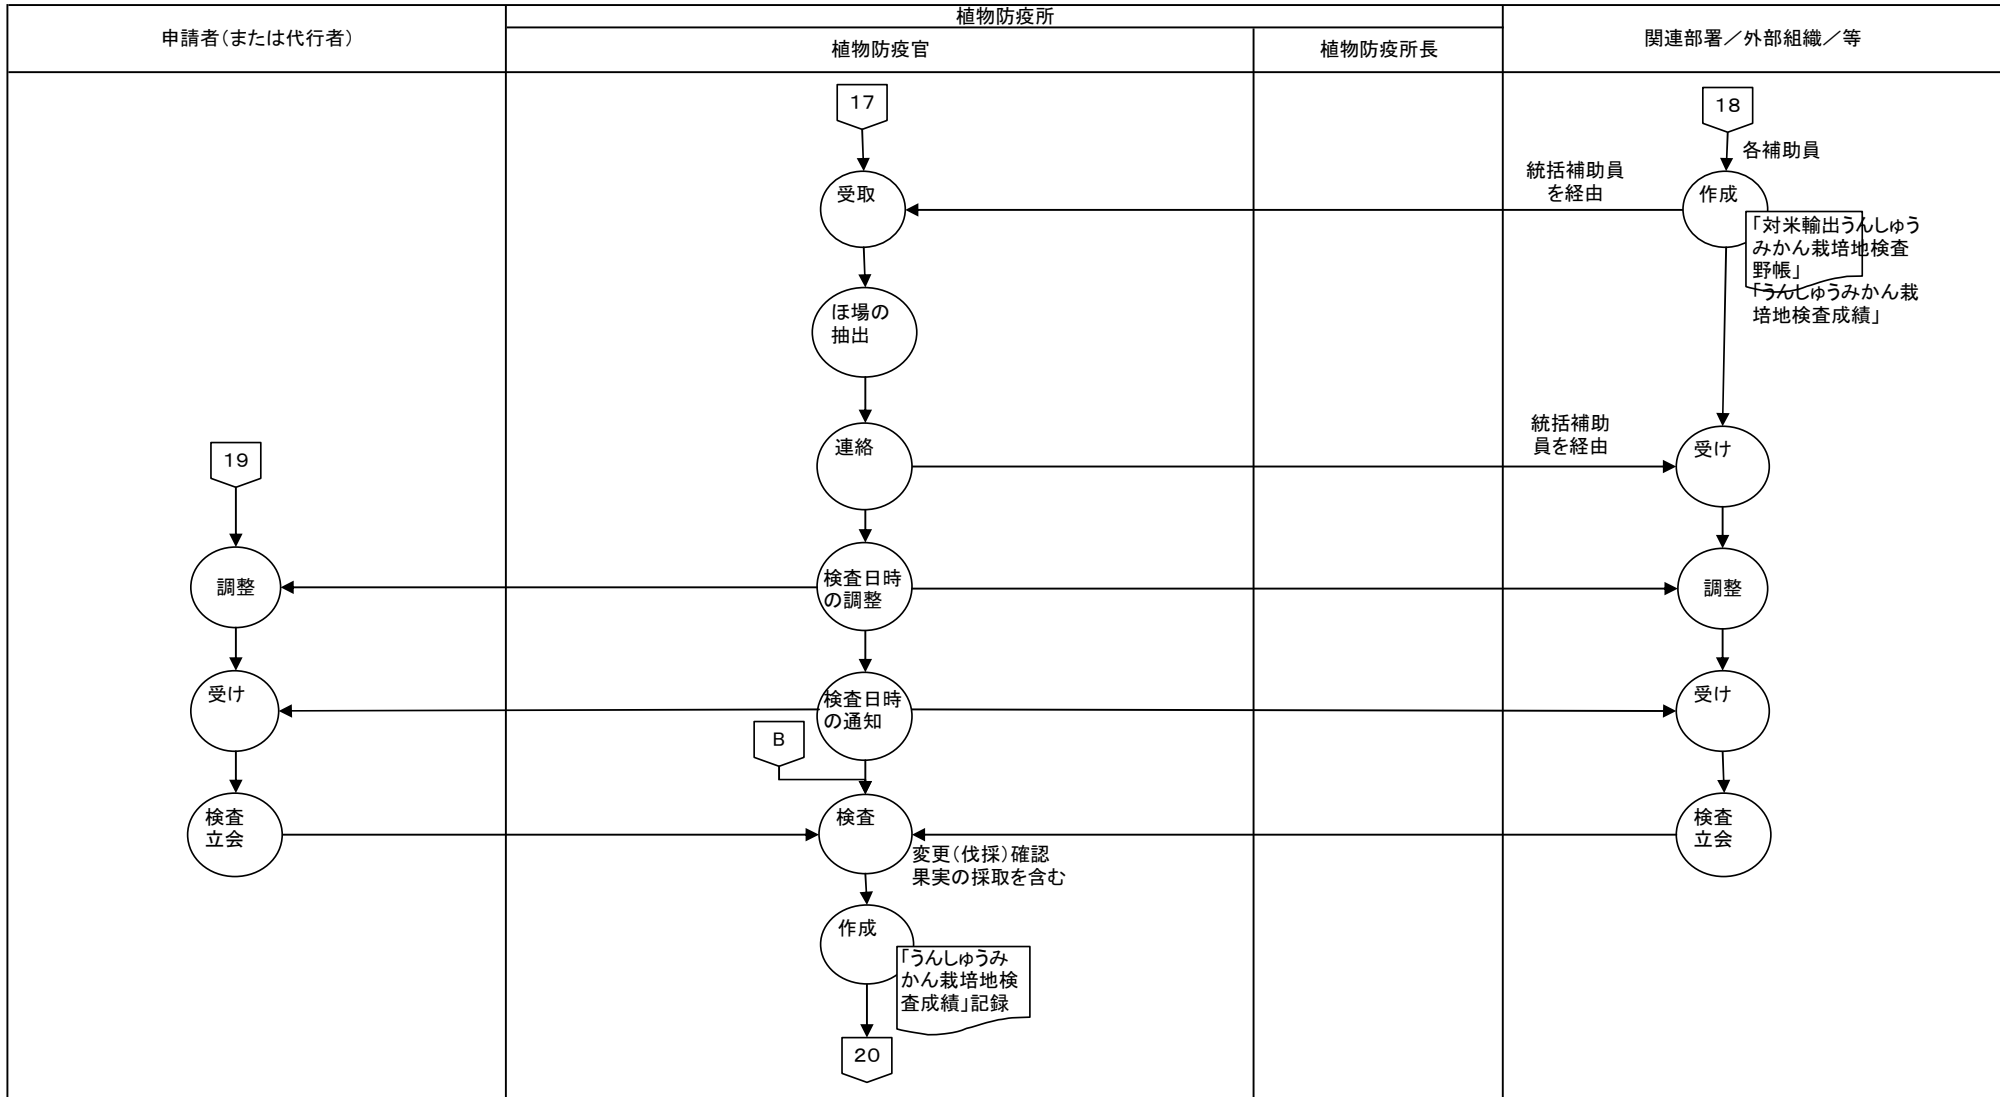 植物防疫所
申請者(または代行者)
植物防疫官
植物防疫所長
関連部署／外部組織／等
17
18
各補助員
統括補助員
を経由
受取
作成
「対米輸出うんしゅう
みかん栽培地検査
野帳」
「うんしゅうみかん栽
培地検査成績」
ほ場の
抽出
統括補助
員を経由
19
連絡
受け
調整
検査日時
の調整
調整
受け
検査日時
の通知
受け
B
検査
立会
検査
検査
立会
変更(伐採)確認
果実の採取を含む
作成
「うんしゅうみ
かん栽培地検
査成績」記録
20